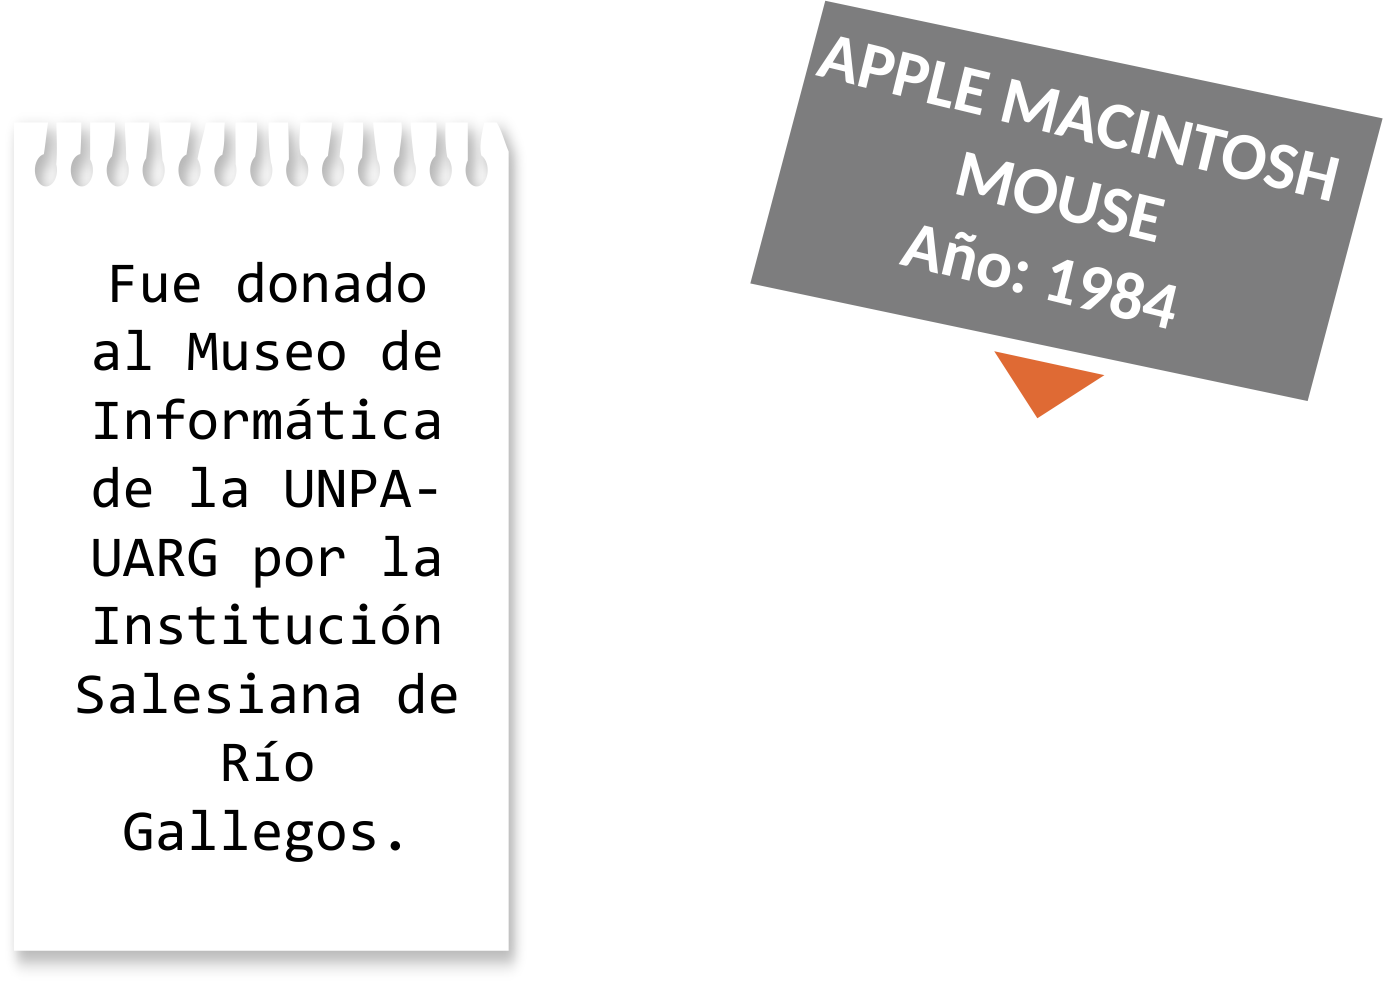 APPLE MACINTOSH
MOUSE
Año: 1984
Fue donado
al Museo de
Informática
de la UNPA-
UARG por la
Institución
Salesiana de
Río
Gallegos.